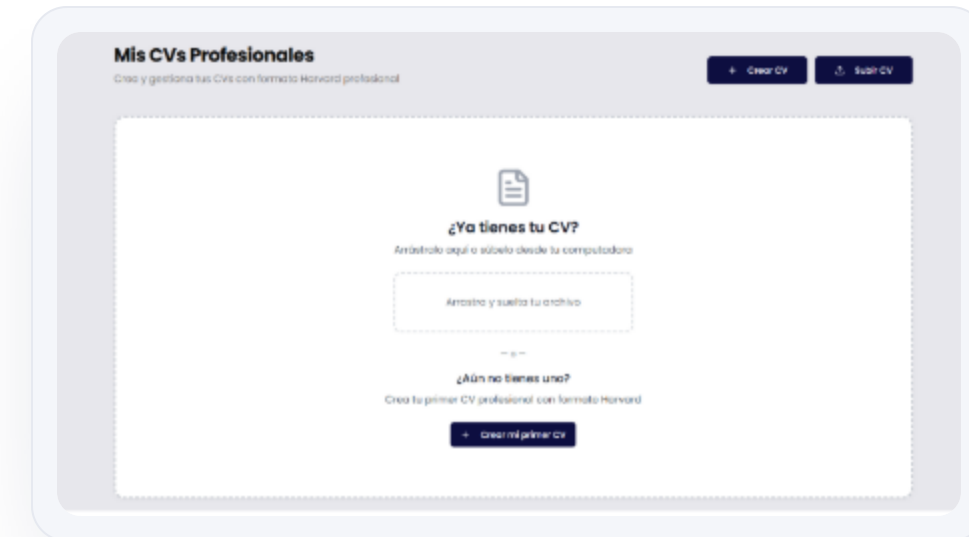 Mis CVs Profesionales
Crea y gestiona tus CVs con formato Harvard profesional
+ Crear CV
Subir CV
¿Ya tienes tu CV?
Arrástralo aquí o súbelo desde tu computadora
Arrastra y suelta tu archivo
— o —
¿Aún no tienes uno?
Crea tu primer CV profesional con formato Harvard
+ Crear mi primer CV